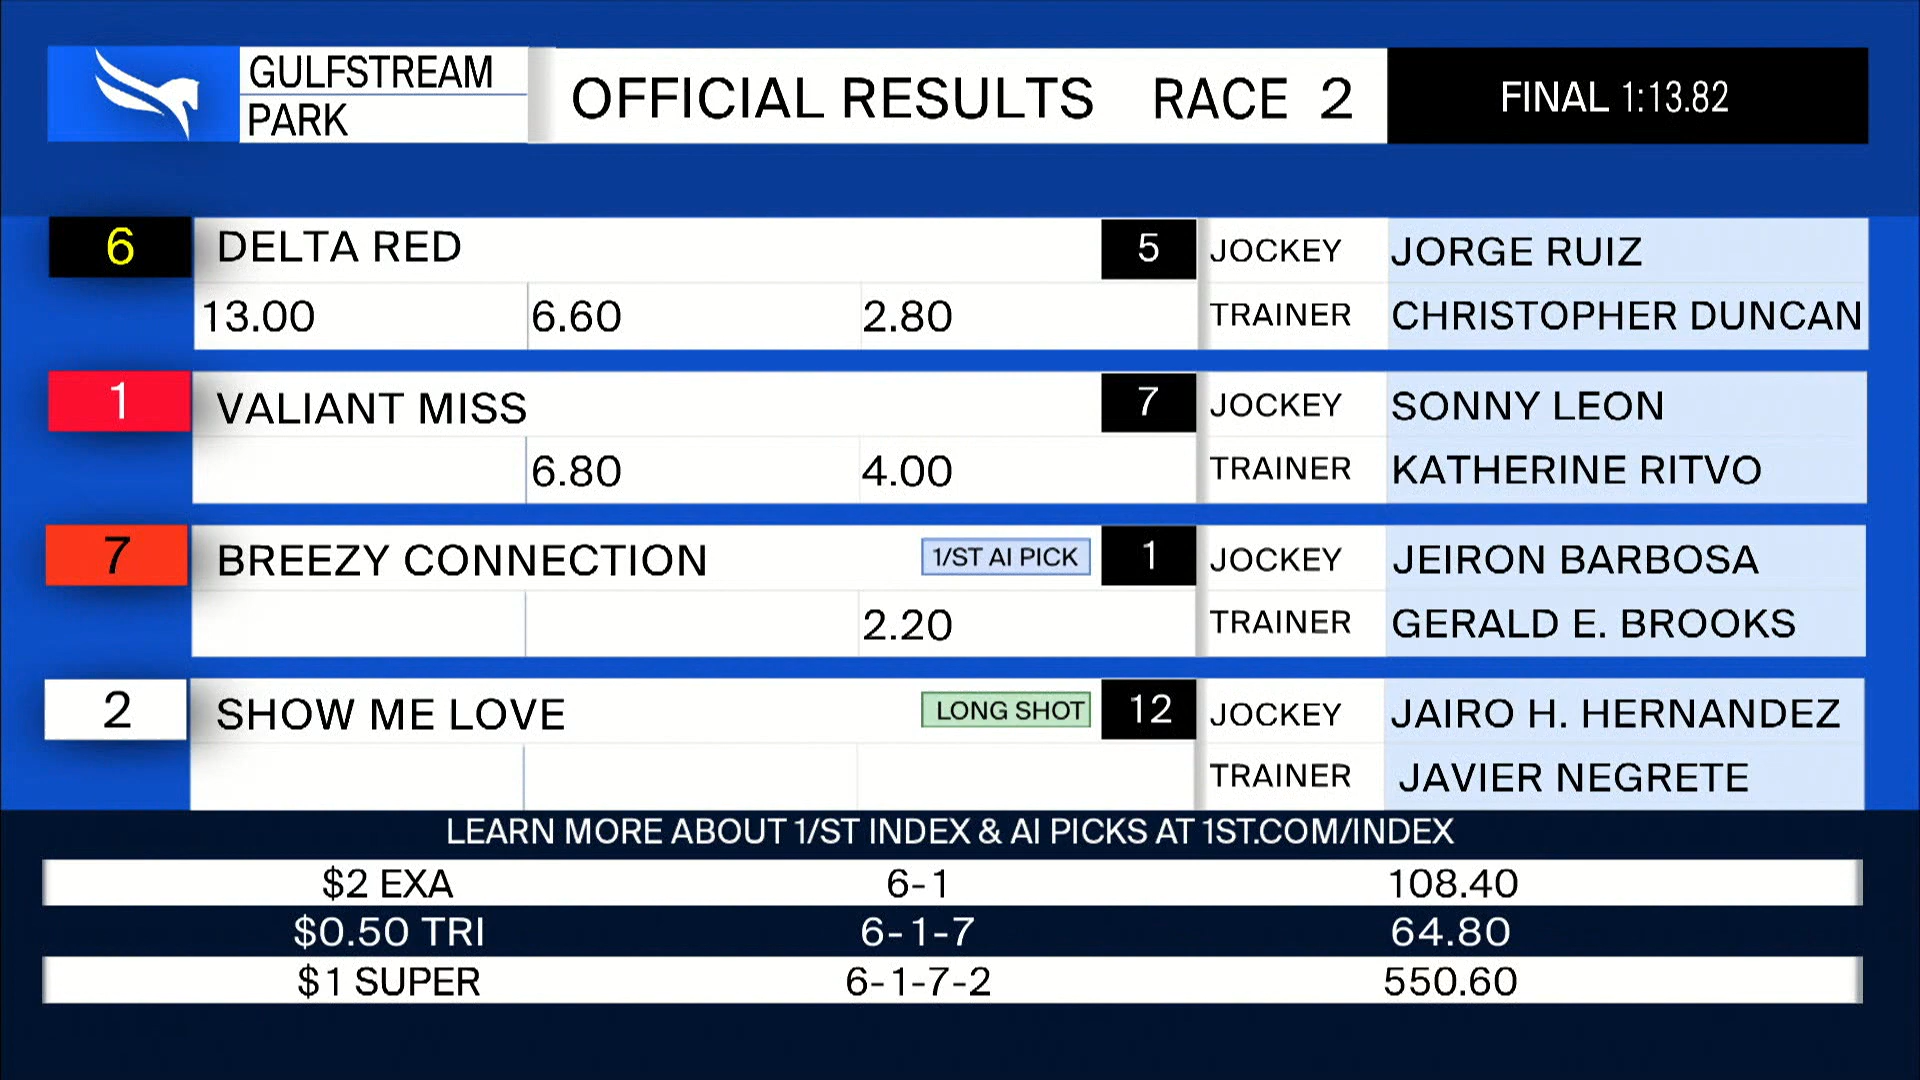 GULFSTREAM
PARK
OFFICIAL RESULTS RACE 2
FINAL 1:13.82
6 DELTA RED 5 JOCKEY JORGE RUIZ
13.00 6.60 2.80 TRAINER CHRISTOPHER DUNCAN
1 VALIANT MISS 7 JOCKEY SONNY LEON
6.80 4.00 TRAINER KATHERINE RITVO
7 BREEZY CONNECTION 1/ST AI PICK 1 JOCKEY JEIRON BARBOSA
2.20 TRAINER GERALD E. BROOKS
2 SHOW ME LOVE LONG SHOT 12 JOCKEY JAIRO H. HERNANDEZ
TRAINER JAVIER NEGRETE
LEARN MORE ABOUT 1/ST INDEX & AI PICKS AT 1ST.COM/INDEX
$2 EXA 6-1 108.40
$0.50 TRI 6-1-7 64.80
$1 SUPER 6-1-7-2 550.60